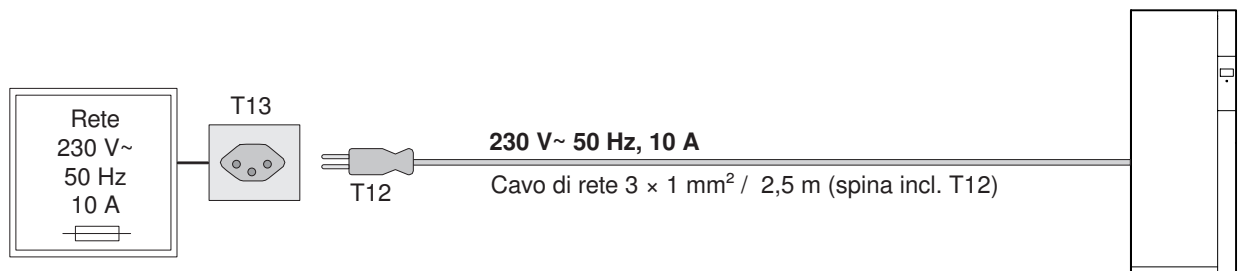 Rete
230 V~
50 Hz
10 A
T13
T12
230 V~ 50 Hz, 10 A
Cavo di rete 3 × 1 mm² / 2,5 m (spina incl. T12)